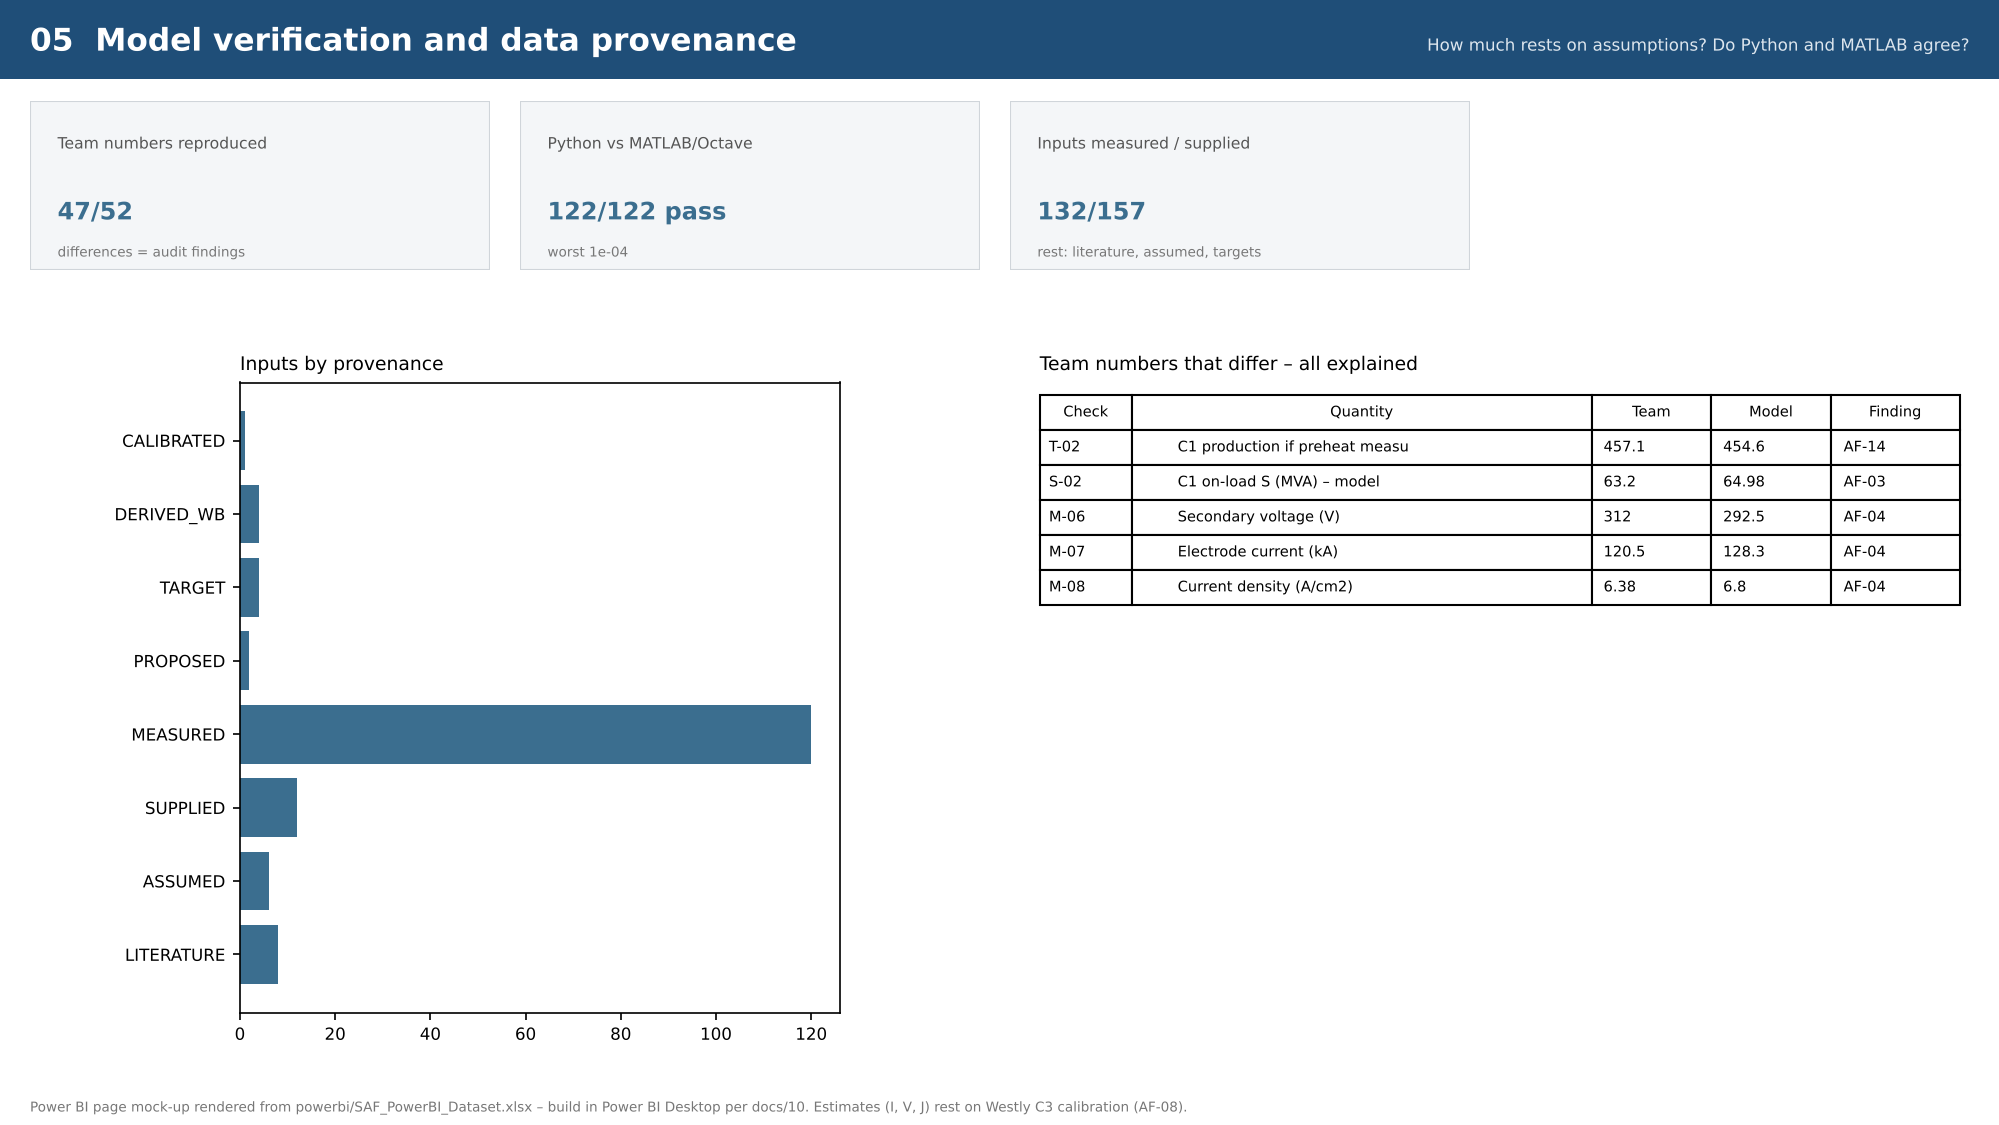 05 Model verification and data provenance
How much rests on assumptions? Do Python and MATLAB agree?
Team numbers reproduced
47/52
differences = audit findings
Python vs MATLAB/Octave
122/122 pass
worst 1e-04
Inputs measured / supplied
132/157
rest: literature, assumed, targets
Inputs by provenance
CALIBRATED
DERIVED_WB
TARGET
PROPOSED
MEASURED
SUPPLIED
ASSUMED
LITERATURE
0 20 40 60 80 100 120
Team numbers that differ – all explained
Check Quantity Team Model Finding
T-02 C1 production if preheat measu 457.1 454.6 AF-14
S-02 C1 on-load S (MVA) – model 63.2 64.98 AF-03
M-06 Secondary voltage (V) 312 292.5 AF-04
M-07 Electrode current (kA) 120.5 128.3 AF-04
M-08 Current density (A/cm2) 6.38 6.8 AF-04
Power BI page mock-up rendered from powerbi/SAF_PowerBI_Dataset.xlsx – build in Power BI Desktop per docs/10. Estimates (I, V, J) rest on Westly C3 calibration (AF-08).